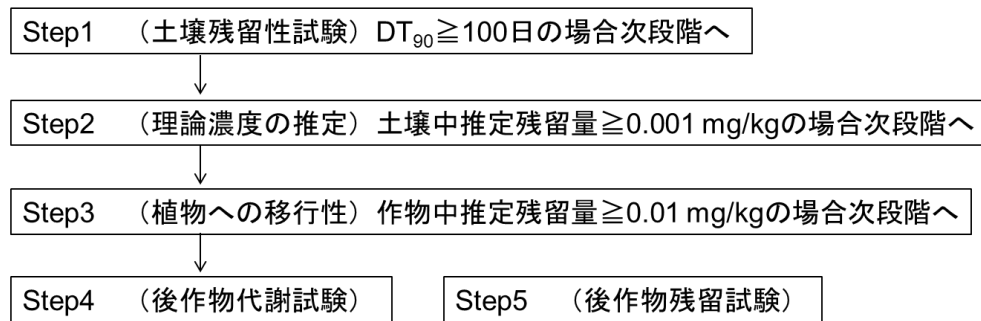 Step1 （土壌残留性試験）DT90≧100日の場合次段階へ
Step2 （理論濃度の推定）土壌中推定残留量≧0.001 mg/kgの場合次段階へ
Step3 （植物への移行性）作物中推定残留量≧0.01 mg/kgの場合次段階へ
Step4 （後作物代謝試験）
Step5 （後作物残留試験）